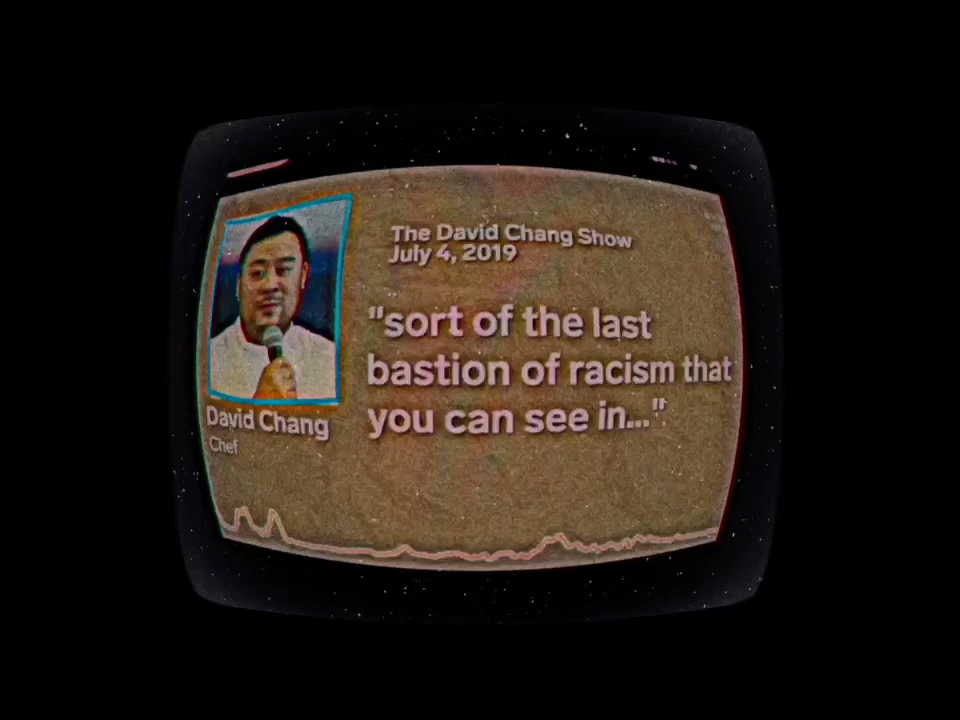 The David Chang Show
July 4, 2019
"sort of the last
bastion of racism that
you can see in..."
David Chang
Chef